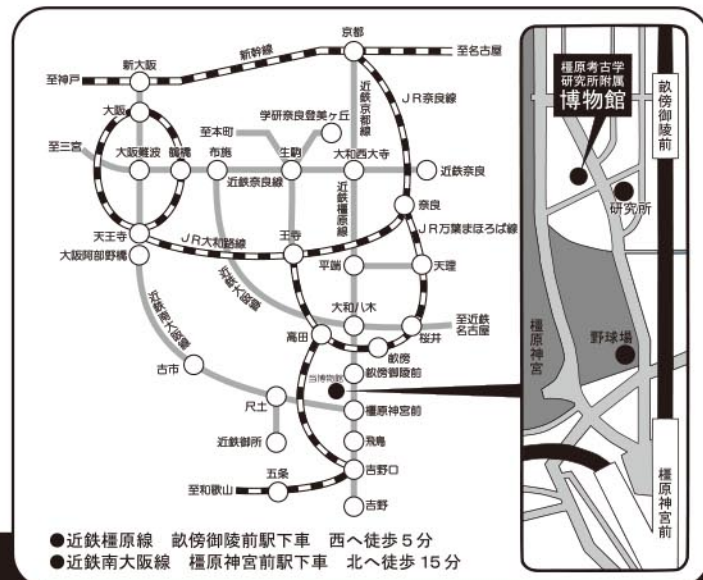 京都
新幹線
至名古屋
新大阪
至神戸
大阪
近鉄京都線
JR奈良線
学研奈良登美ヶ丘
至本町
至三宮
大阪難波
鶴橋
布施
生駒
大和西大寺
近鉄奈良線
近鉄奈良
近鉄橿原線
奈良
天王寺
JR大和路線
王寺
JR万葉まほろば線
大阪阿部野橋
平端
天理
近鉄大阪線
近鉄南大阪線
大和八木
至近鉄
名古屋
高田
桜井
畝傍
古市
畝傍御陵前
当博物館
尺土
橿原神宮前
近鉄御所
飛鳥
五条
吉野口
至和歌山
吉野
●近鉄橿原線 畝傍御陵前駅下車 西へ徒歩5分
●近鉄南大阪線 橿原神宮前駅下車 北へ徒歩15分
橿原考古学
研究所附属
博物館
畝傍御陵前
研究所
橿原神宮
野球場
橿原神宮前